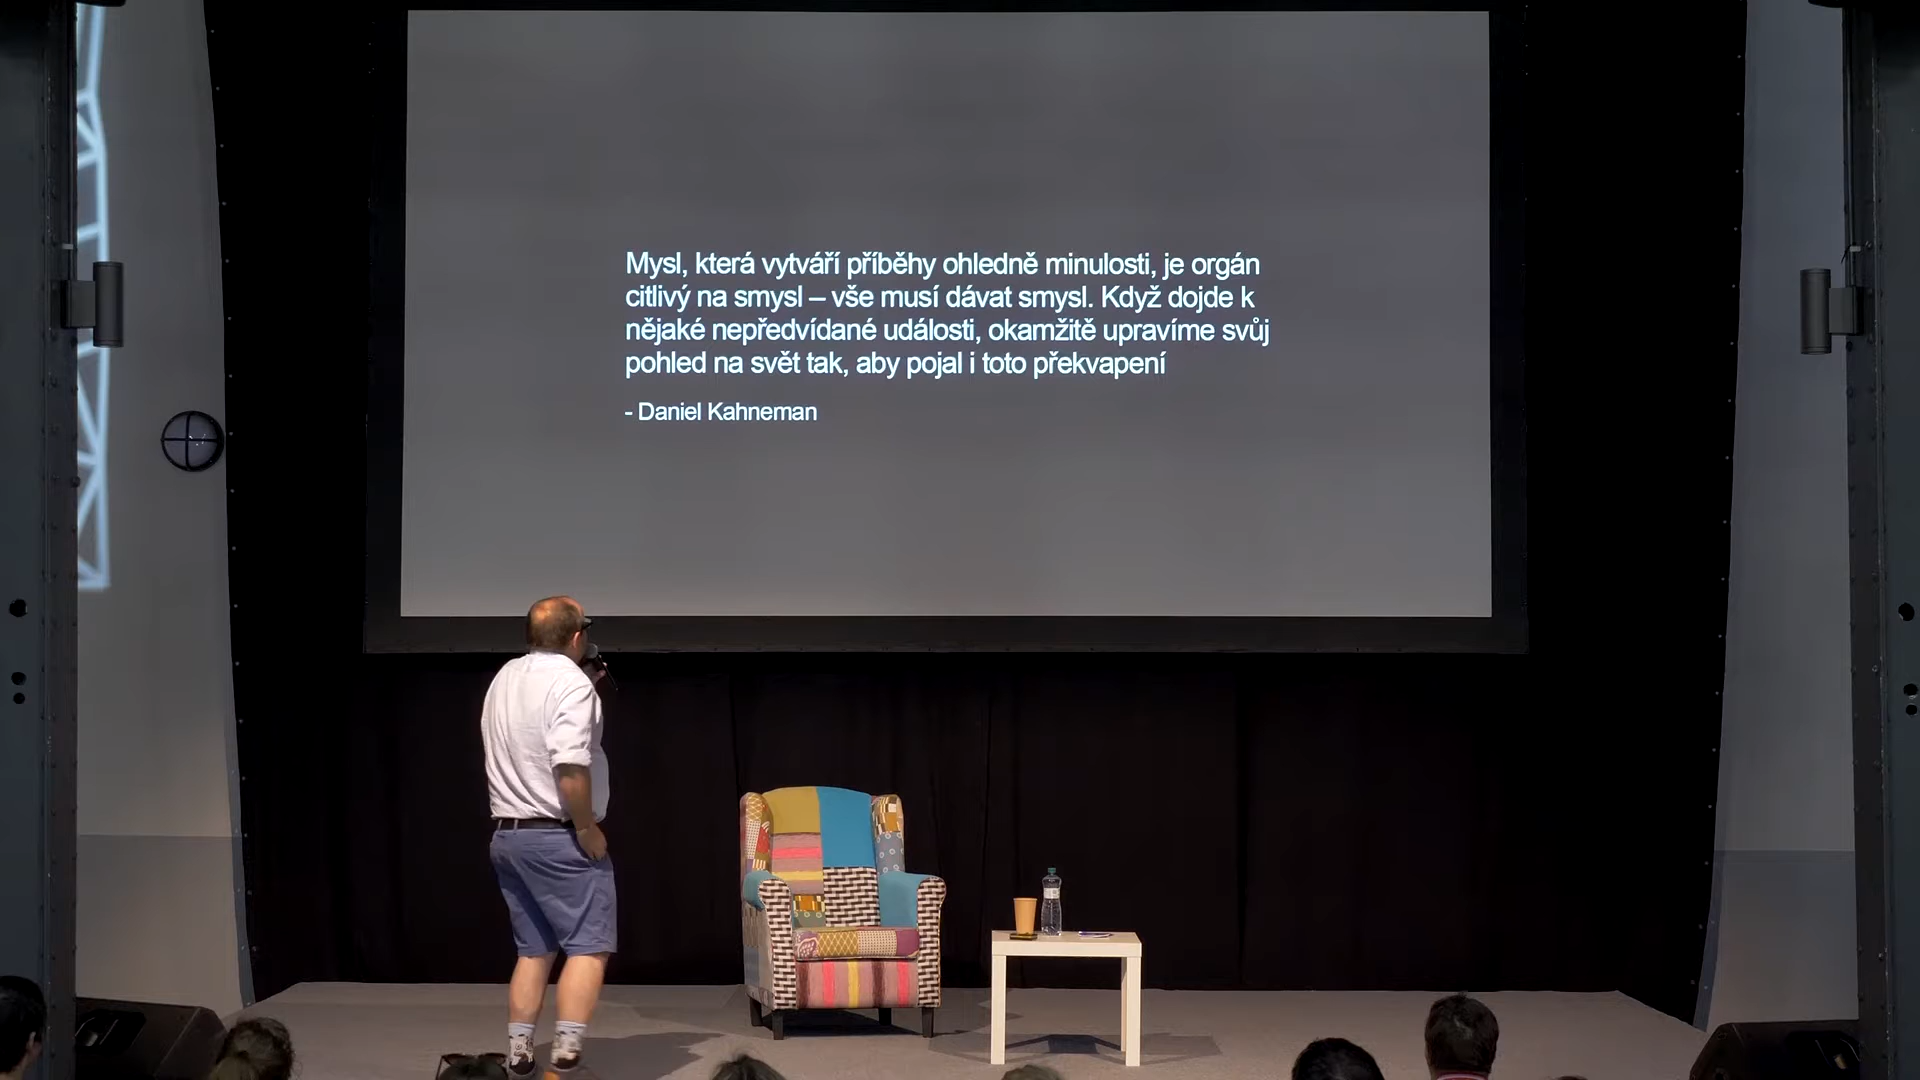 Mysl, která vytváří příběhy ohledně minulosti, je orgán
citlivý na smysl – vše musí dávat smysl. Když dojde k
nějaké nepředvídané události, okamžitě upravíme svůj
pohled na svět tak, aby pojal i toto překvapení
- Daniel Kahneman